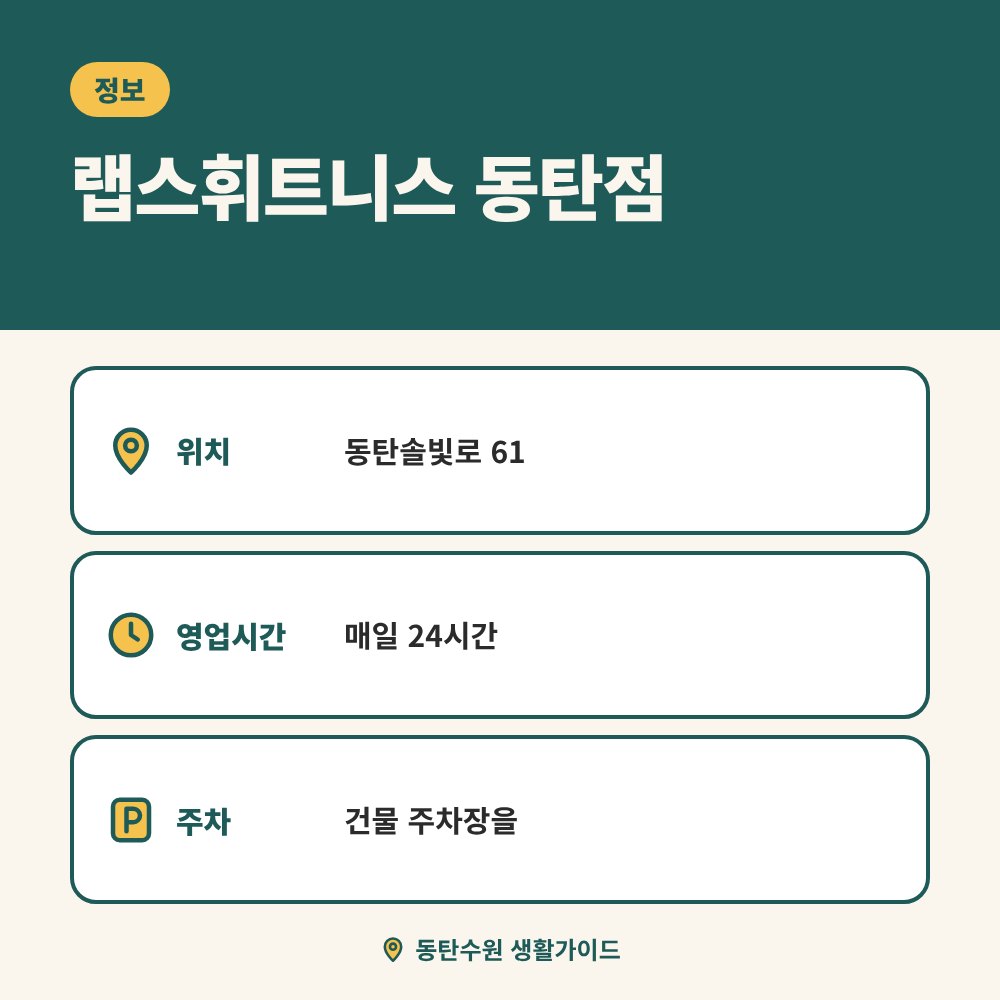 정보
랩스휘트니스 동탄점
위치 동탄솔빛로 61
영업시간 매일 24시간
P 주차 건물 주차장을
동탄수원 생활가이드